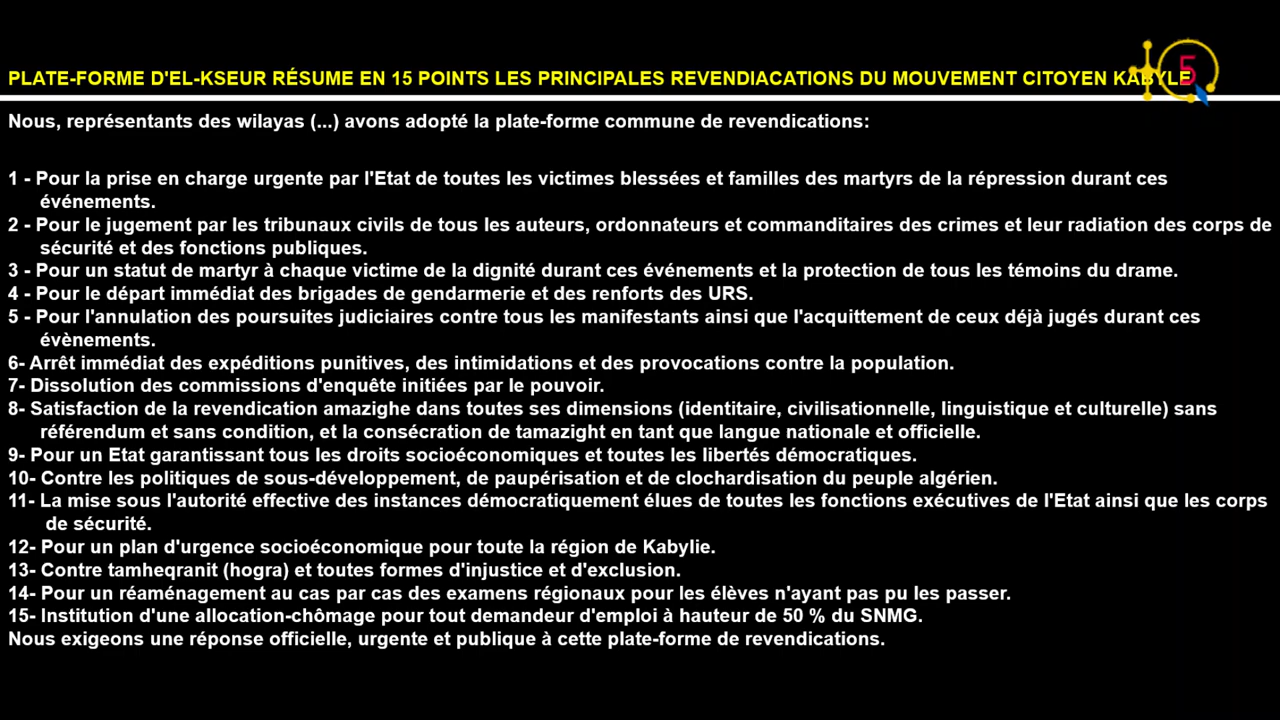 PLATE-FORME D'EL-KSEUR RÉSUME EN 15 POINTS LES PRINCIPALES REVENDIACATIONS DU MOUVEMENT CITOYEN KABYLE
5
Nous, représentants des wilayas (...) avons adopté la plate-forme commune de revendications:
1 - Pour la prise en charge urgente par l'Etat de toutes les victimes blessées et familles des martyrs de la répression durant ces
événements.
2 - Pour le jugement par les tribunaux civils de tous les auteurs, ordonnateurs et commanditaires des crimes et leur radiation des corps de
sécurité et des fonctions publiques.
3 - Pour un statut de martyr à chaque victime de la dignité durant ces événements et la protection de tous les témoins du drame.
4 - Pour le départ immédiat des brigades de gendarmerie et des renforts des URS.
5 - Pour l'annulation des poursuites judiciaires contre tous les manifestants ainsi que l'acquittement de ceux déjà jugés durant ces
évènements.
6- Arrêt immédiat des expéditions punitives, des intimidations et des provocations contre la population.
7- Dissolution des commissions d'enquête initiées par le pouvoir.
8- Satisfaction de la revendication amazighe dans toutes ses dimensions (identitaire, civilisationnelle, linguistique et culturelle) sans
référendum et sans condition, et la consécration de tamazight en tant que langue nationale et officielle.
9- Pour un Etat garantissant tous les droits socioéconomiques et toutes les libertés démocratiques.
10- Contre les politiques de sous-développement, de paupérisation et de clochardisation du peuple algérien.
11- La mise sous l'autorité effective des instances démocratiquement élues de toutes les fonctions exécutives de l'Etat ainsi que les corps
de sécurité.
12- Pour un plan d'urgence socioéconomique pour toute la région de Kabylie.
13- Contre tamheqranit (hogra) et toutes formes d'injustice et d'exclusion.
14- Pour un réaménagement au cas par cas des examens régionaux pour les élèves n'ayant pas pu les passer.
15- Institution d'une allocation-chômage pour tout demandeur d'emploi à hauteur de 50 % du SNMG.
Nous exigeons une réponse officielle, urgente et publique à cette plate-forme de revendications.